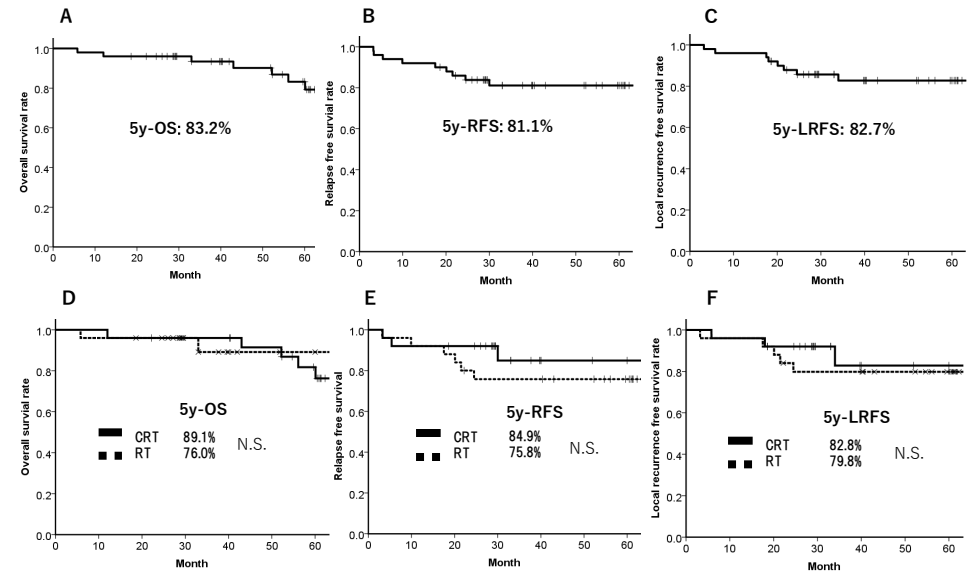 A
1.0
0.8
0.6
0.4
0.2
0.0
Overall survival rate
5y-OS: 83.2%
0 10 20 30 40 50 60
Month
B
1.0
0.8
0.6
0.4
0.2
0.0
Relapse free survial rate
5y-RFS: 81.1%
0 10 20 30 40 50 60
Month
C
1.0
0.8
0.6
0.4
0.2
0.0
Local recurrence free survial rate
5y-LRFS: 82.7%
0 10 20 30 40 50 60
Month
D
1.0
0.8
0.6
0.4
0.2
0.0
Overall survial rate
5y-OS
CRT 89.1%
RT 76.0%
N.S.
0 10 20 30 40 50 60
Month
E
1.0
0.8
0.6
0.4
0.2
0.0
Relapse free survival
5y-RFS
CRT 84.9%
RT 75.8%
N.S.
0 10 20 30 40 50 60
Month
F
1.0
0.8
0.6
0.4
0.2
0.0
Local recurrence free survival rate
5y-LRFS
CRT 82.8%
RT 79.8%
N.S.
0 10 20 30 40 50 60
Month